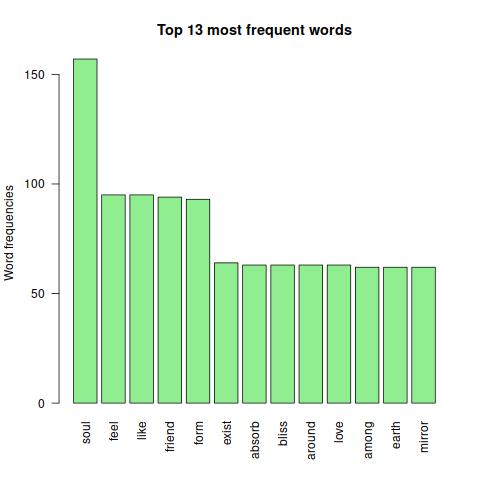 Top 13 most frequent words
Word frequencies
150
100
50
0
soul
feel
like
friend
form
exist
absorb
bliss
around
love
among
earth
mirror